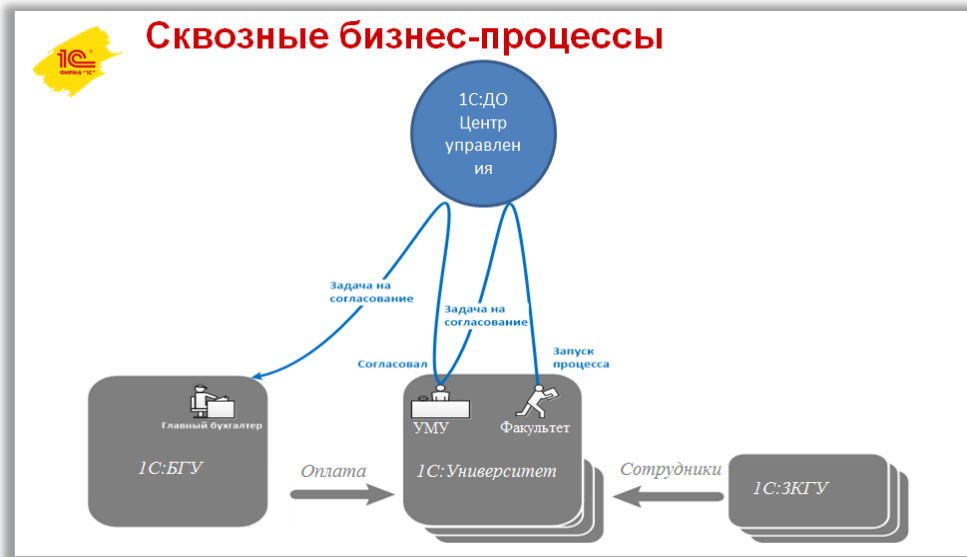 Сквозные бизнес-процессы
1С
ФИРМА "1С"
1С:ДО
Центр
управлен
ия
Задача на
согласование
Задача на
согласование
Согласовал
Запуск
процесса
Главный бухгалтер
УМУ
Факультет
1С:БГУ
Оплата
1С:Университет
Сотрудники
1С:ЗКГУ